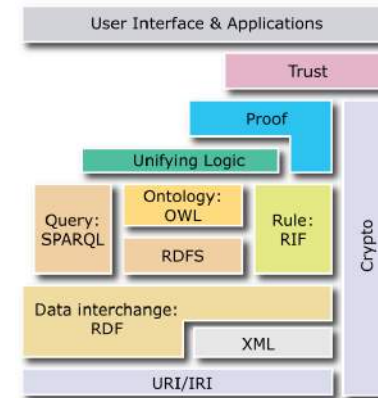 User Interface & Applications
Trust
Proof
Unifying Logic
Ontology:
OWL
Query:
SPARQL
Rule:
RIF
RDFS
Crypto
Data interchange:
RDF
XML
URI/IRI